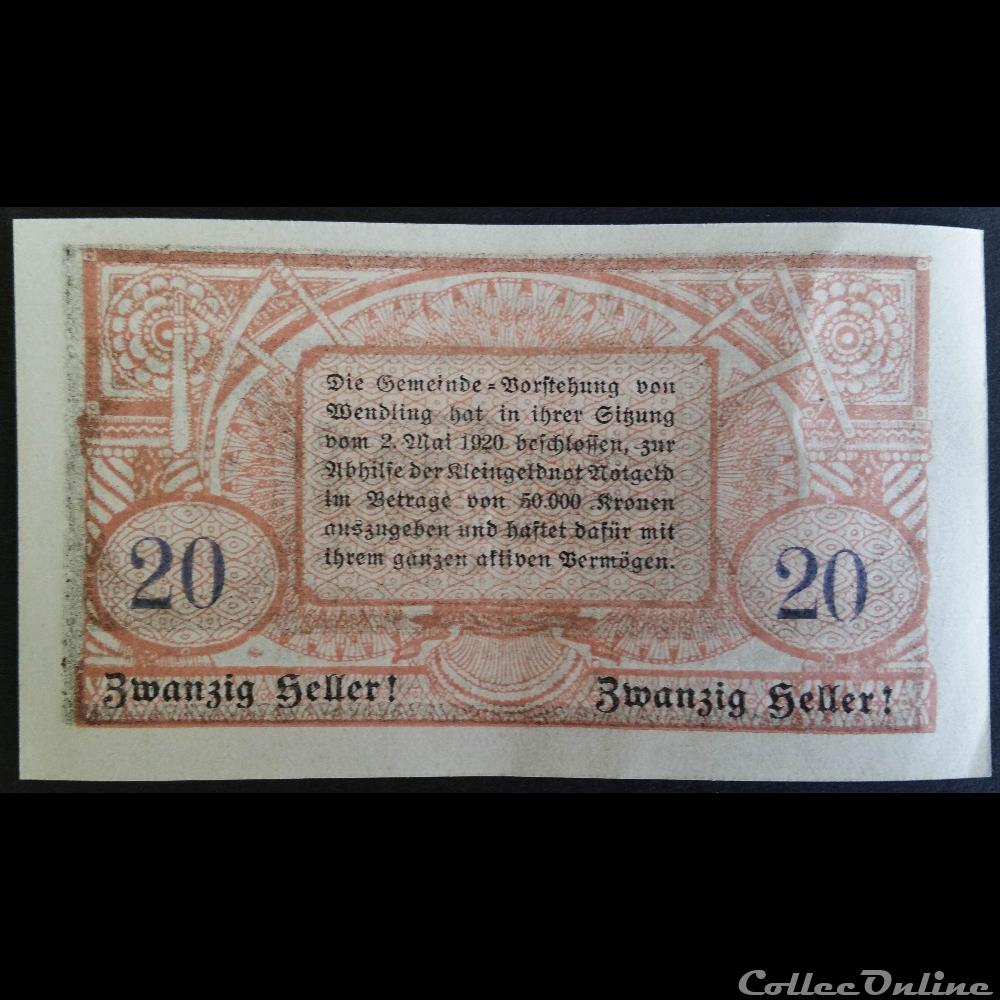 Die Gemeinde-Vorstehung von
Wendling hat in ihrer Sitzung
vom 2. Mai 1920 beschlossen, zur
Abhilfe der Kleingeldnot Notgeld
im Betrage von 50.000 Kronen
auszugeben und haftet dafür mit
ihrem ganzen aktiven Vermögen.
20
20
Zwanzig Heller!
Zwanzig Heller!
CollecOnline